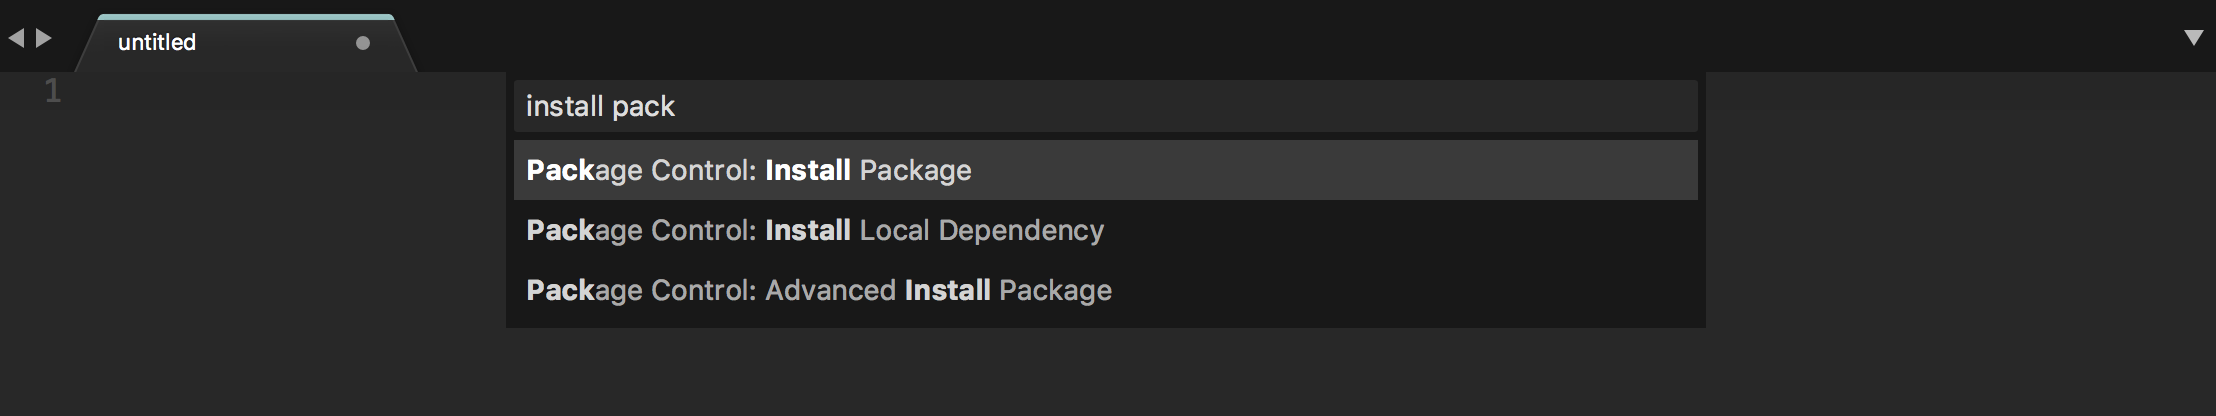 untitled
1
install pack
Package Control: Install Package
Package Control: Install Local Dependency
Package Control: Advanced Install Package